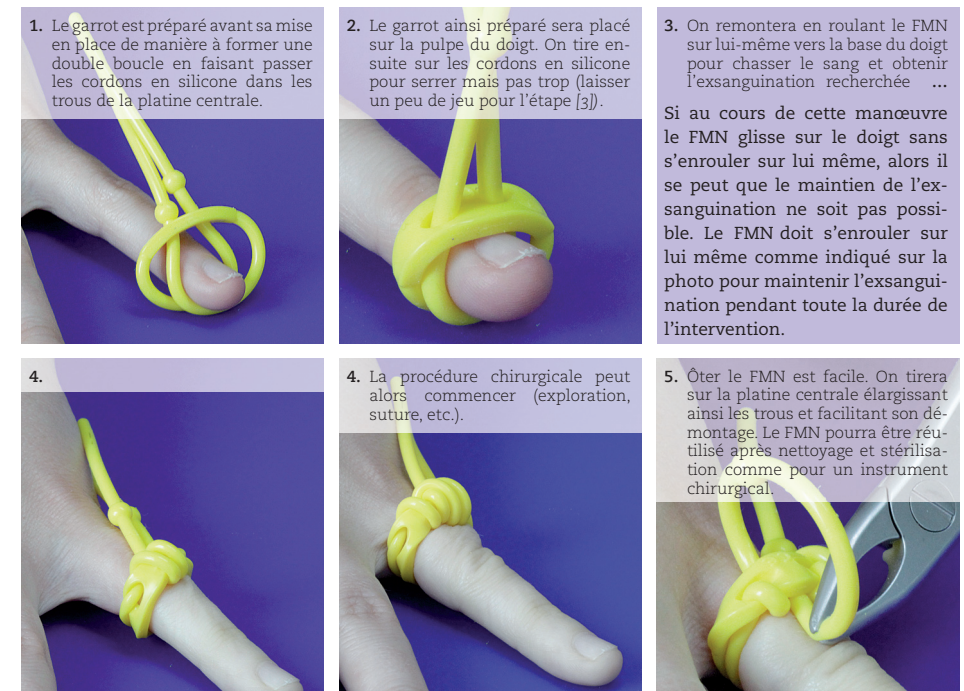 1. Le garrot est préparé avant sa mise
en place de manière à former une
double boucle en faisant passer
les cordons en silicone dans les
trous de la platine centrale.
2. Le garrot ainsi préparé sera placé
sur la pulpe du doigt. On tire en-
suite sur les cordons en silicone
pour serrer mais pas trop (laisser
un peu de jeu pour l’étape [3]).
3. On remontera en roulant le FMN
sur lui-même vers la base du doigt
pour chasser le sang et obtenir
l’exsanguination recherchée ...
Si au cours de cette manœuvre
le FMN glisse sur le doigt sans
s’enrouler sur lui même, alors il
se peut que le maintien de l’ex-
sanguination ne soit pas possi-
ble. Le FMN doit s’enrouler sur
lui même comme indiqué sur la
photo pour maintenir l’exsangui-
nation pendant toute la durée de
l’intervention.
4.
4. La procédure chirurgicale peut
alors commencer (exploration,
suture, etc.).
5. Ôter le FMN est facile. On tirera
sur la platine centrale élargissant
ainsi les trous et facilitant son dé-
montage. Le FMN pourra être réu-
tilisé après nettoyage et stérilisa-
tion comme pour un instrument
chirurgical.